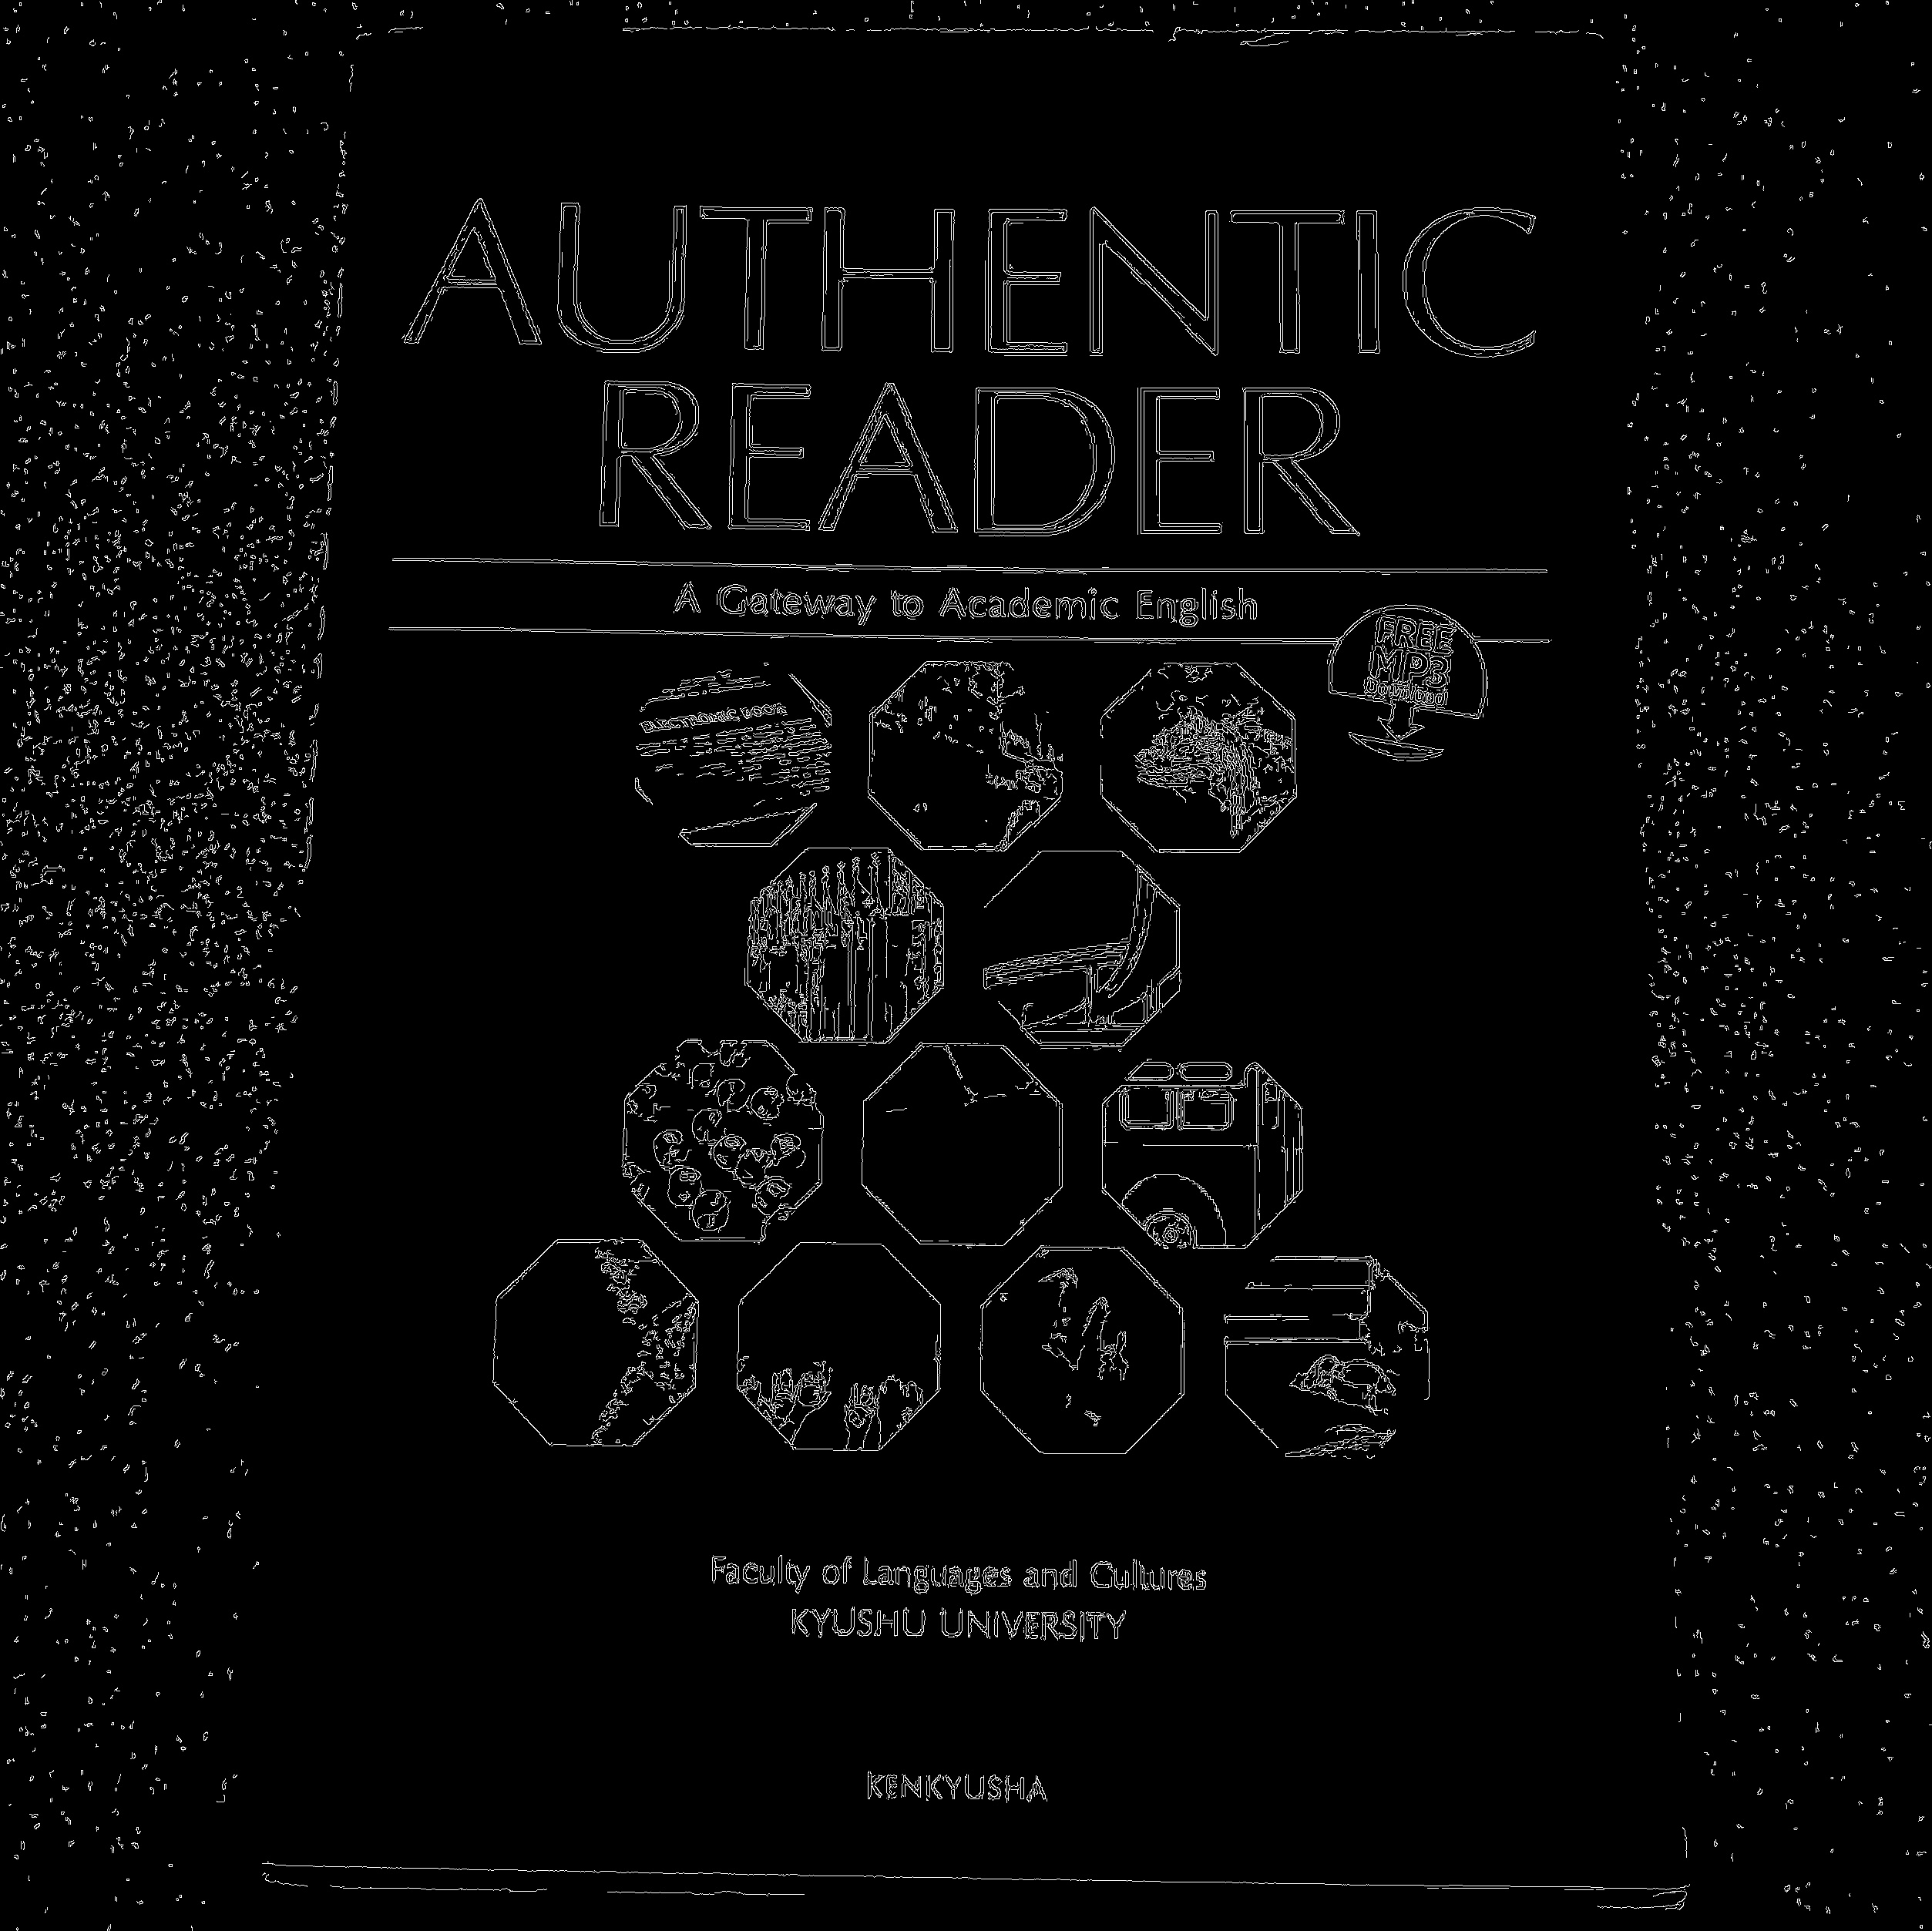 AUTHENTIC
READER
A Gateway to Academic English
FREE
MP3
Download
ELECTRONIC BOOK
Faculty of Languages and Cultures
KYUSHU UNIVERSITY
KENKYUSHA